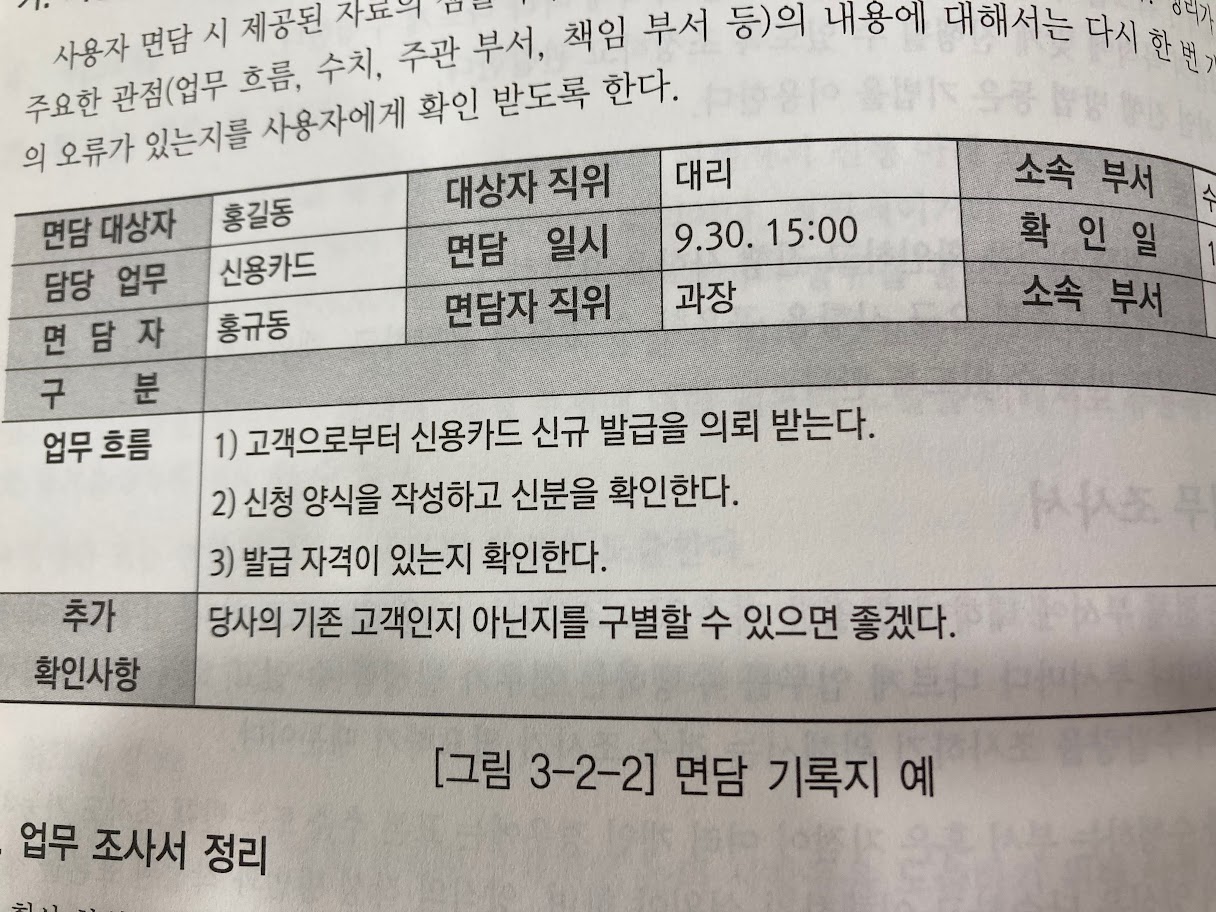 사용자 면담 시 제공된 자료의
주요한 관점(업무 흐름, 수치, 주관 부서, 책임 부서 등)의 내용에 대해서는 다시 한 번
의 오류가 있는지를 사용자에게 확인 받도록 한다.
면담 대상자 홍길동 대상자 직위 대리 소속 부서
담당 업무 신용카드 면담 일시 9.30. 15:00 확 인 일
면 담 자 홍규동 면담자 직위 과장 소속 부서
구 분
업무 흐름 1) 고객으로부터 신용카드 신규 발급을 의뢰 받는다.
2) 신청 양식을 작성하고 신분을 확인한다.
3) 발급 자격이 있는지 확인한다.
추가 당사의 기존 고객인지 아닌지를 구별할 수 있으면 좋겠다.
확인사항
[그림 3-2-2] 면담 기록지 예
. 업무 조사서 정리